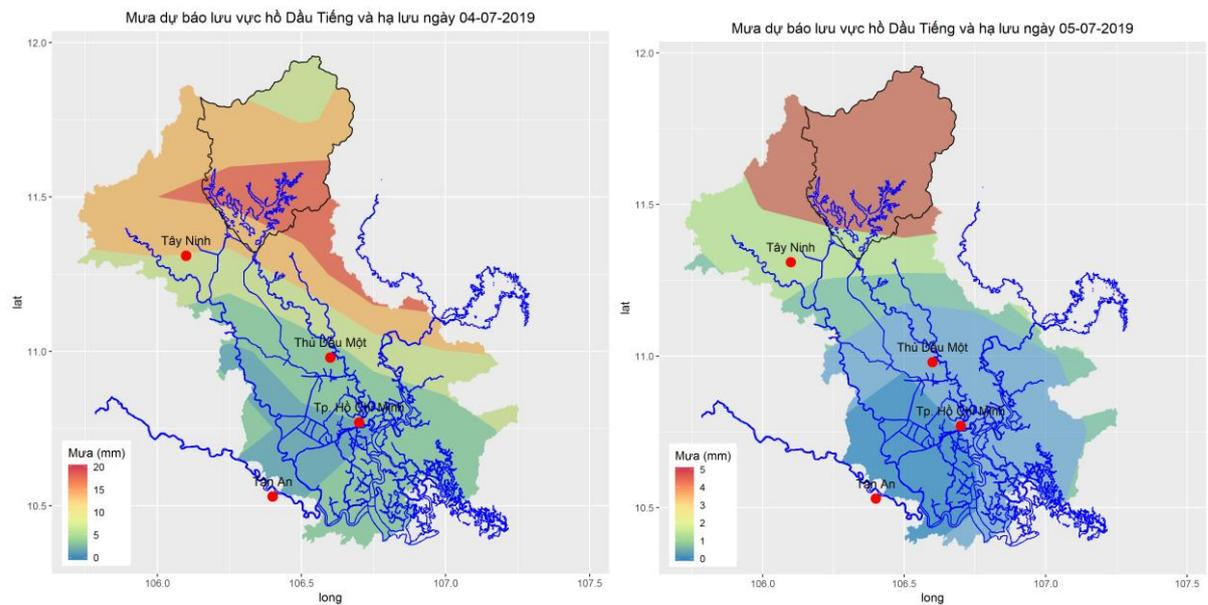 Mưa dự báo lưu vực hồ Dầu Tiếng và hạ lưu ngày 04-07-2019
12.0
11.5
11.0
10.5
lat
Tây Ninh
Thủ Dầu Một
Tp. Hồ Chí Minh
Tân An
Mưa (mm)
20
15
10
5
0
106.0
106.5
107.0
107.5
long
Mưa dự báo lưu vực hồ Dầu Tiếng và hạ lưu ngày 05-07-2019
12.0
11.5
11.0
10.5
lat
Tây Ninh
Thủ Dầu Một
Tp. Hồ Chí Minh
Tân An
Mưa (mm)
5
4
3
2
1
0
106.0
106.5
107.0
107.5
long